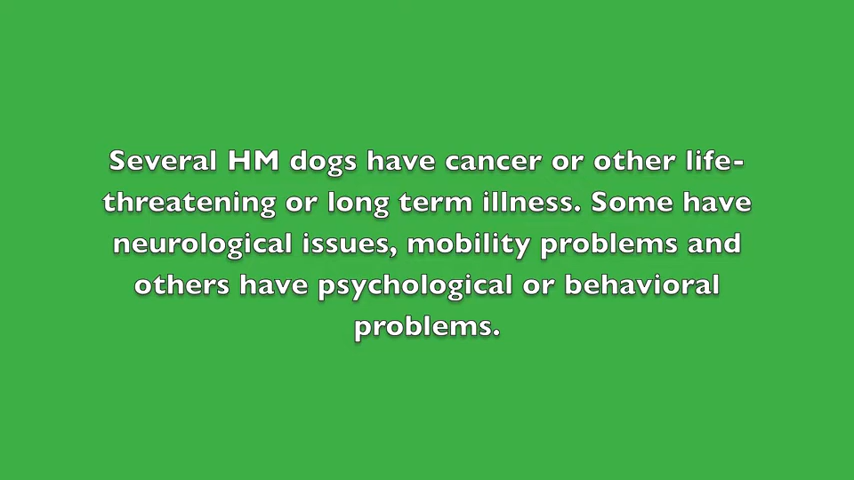 Several HM dogs have cancer or other life-
threatening or long term illness. Some have
neurological issues, mobility problems and
others have psychological or behavioral
problems.